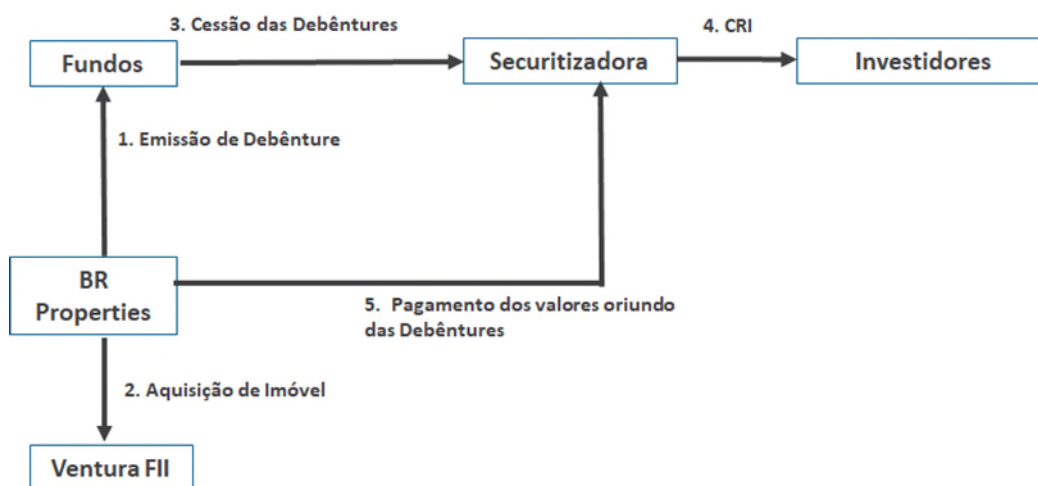 3. Cessão das Debêntures
4. CRI
Fundos
Securitizadora
Investidores
1. Emissão de Debênture
BR
Properties
5. Pagamento dos valores oriundo
das Debêntures
2. Aquisição de Imóvel
Ventura FII